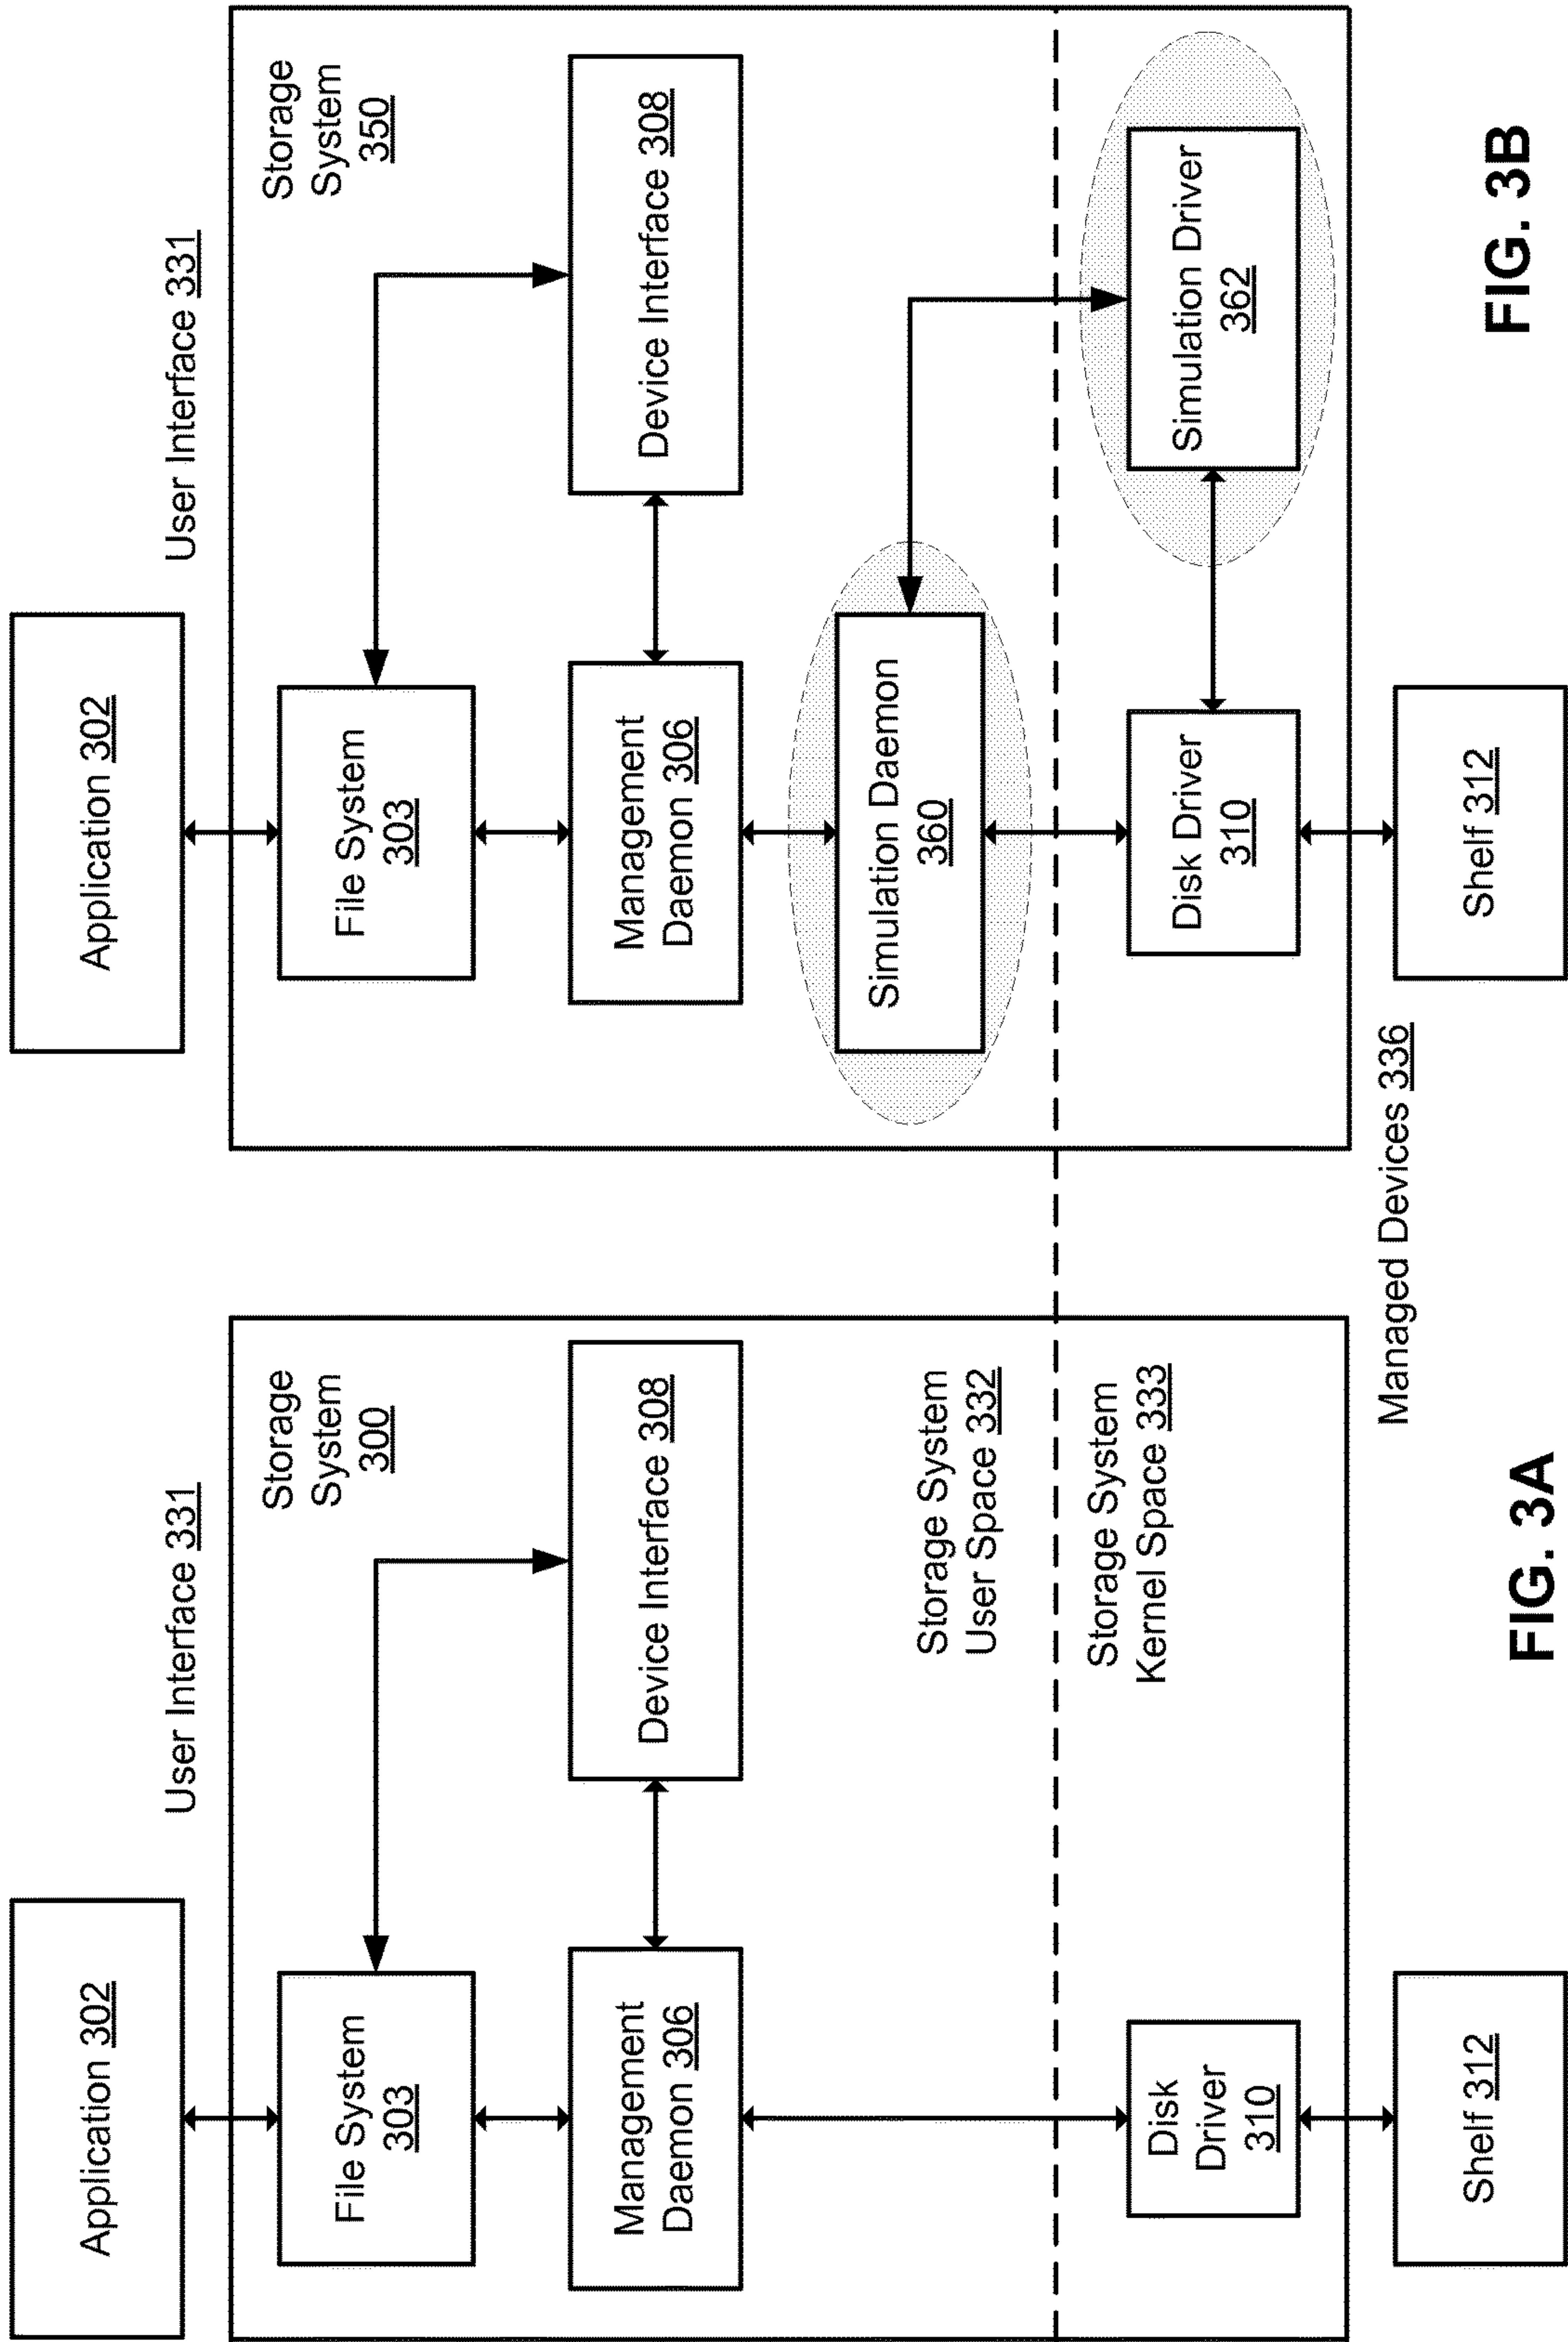 Application 302
User Interface 331
Storage
System
300
File System
303
Management
Daemon 306
Device Interface 308
Storage System
User Space 332
Storage System
Kernel Space 333
Disk
Driver
310
Shelf 312
FIG. 3A
Managed Devices 336
Application 302
User Interface 331
Storage
System
350
File System
303
Management
Daemon 306
Device Interface 308
Simulation Daemon
360
Disk Driver
310
Simulation Driver
362
Shelf 312
FIG. 3B